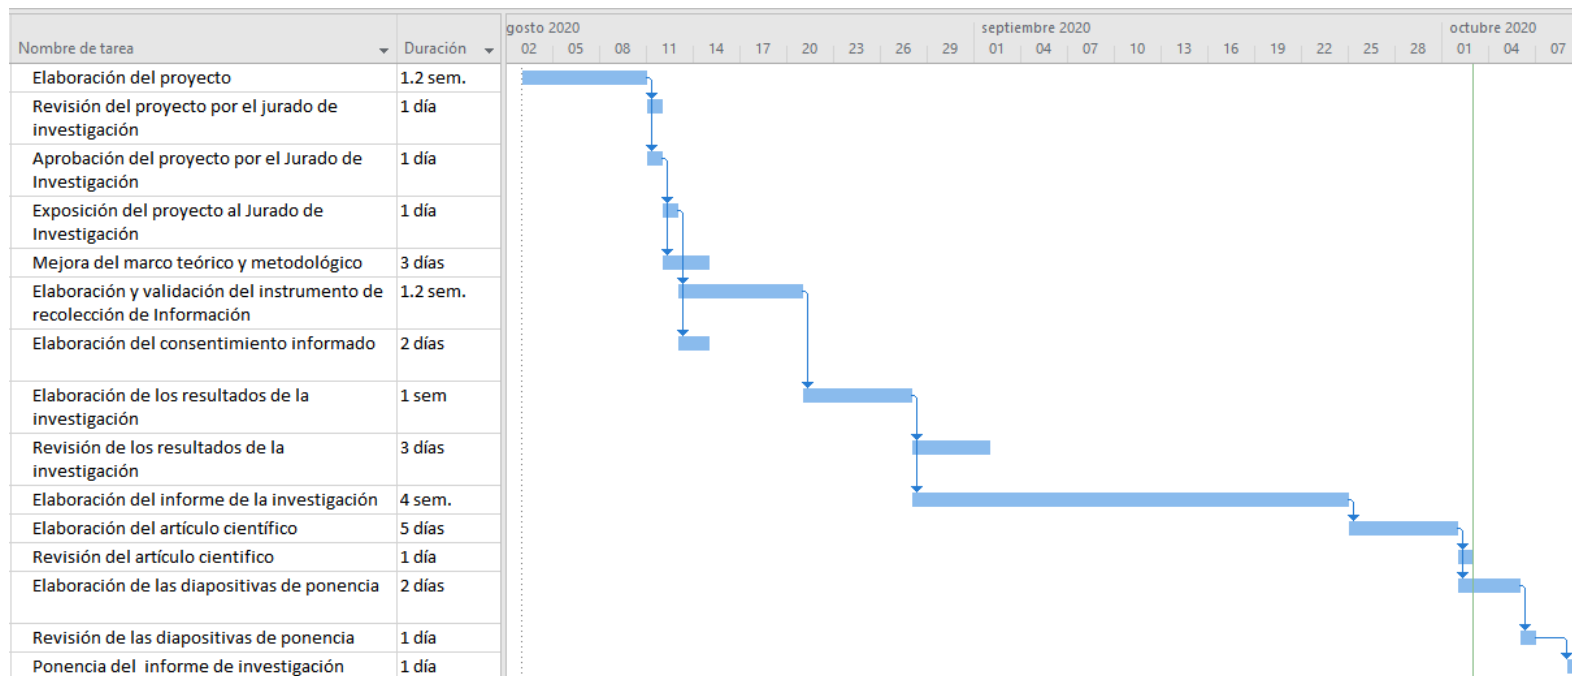 gosto 2020 septiembre 2020 octubre 2020
Nombre de tarea Duración 02 05 08 11 14 17 20 23 26 29 01 04 07 10 13 16 19 22 25 28 01 04 07
Elaboración del proyecto 1.2 sem.
Revisión del proyecto por el jurado de 1 día
investigación
Aprobación del proyecto por el Jurado de 1 día
Investigación
Exposición del proyecto al Jurado de 1 día
Investigación
Mejora del marco teórico y metodológico 3 días
Elaboración y validación del instrumento de 1.2 sem.
recolección de Información
Elaboración del consentimiento informado 2 días
Elaboración de los resultados de la 1 sem
investigación
Revisión de los resultados de la 3 días
investigación
Elaboración del informe de la investigación 4 sem.
Elaboración del artículo científico 5 días
Revisión del artículo cientifico 1 día
Elaboración de las diapositivas de ponencia 2 días
Revisión de las diapositivas de ponencia 1 día
Ponencia del informe de investigación 1 día